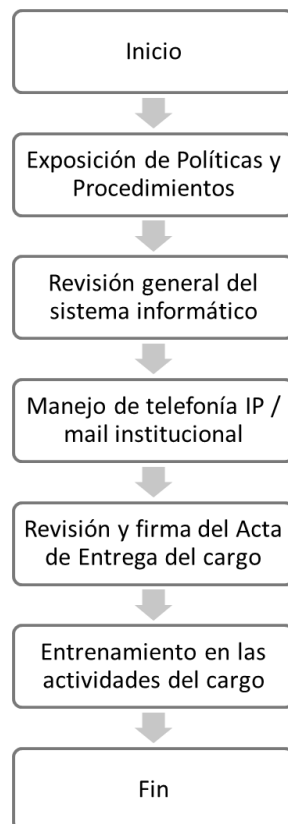 Inicio
Exposición de Políticas y
Procedimientos
Revisión general del
sistema informático
Manejo de telefonía IP /
mail institucional
Revisión y firma del Acta
de Entrega del cargo
Entrenamiento en las
actividades del cargo
Fin